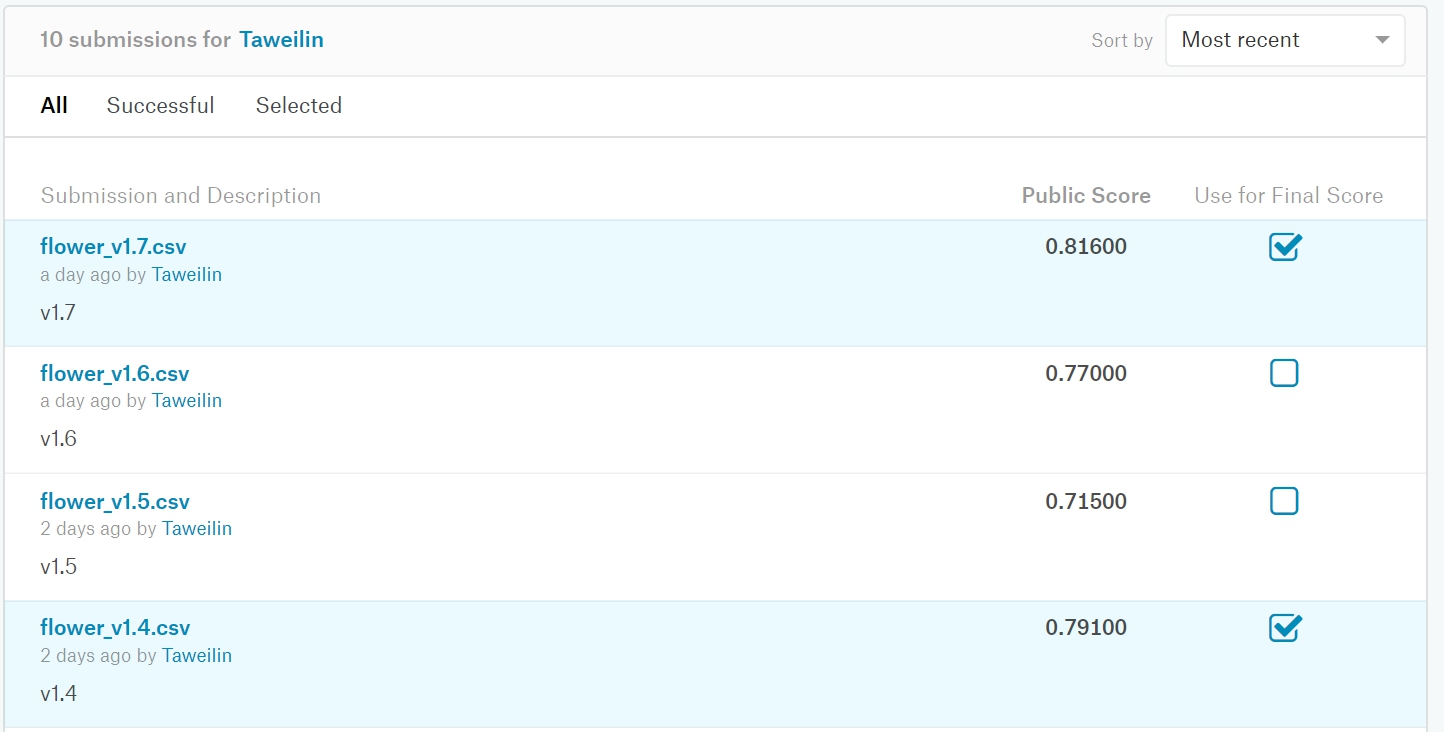 10 submissions for Taweilin Sort by Most recent
All Successful Selected
Submission and Description Public Score Use for Final Score
flower_v1.7.csv 0.81600
a day ago by Taweilin
v1.7
flower_v1.6.csv 0.77000
a day ago by Taweilin
v1.6
flower_v1.5.csv 0.71500
2 days ago by Taweilin
v1.5
flower_v1.4.csv 0.79100
2 days ago by Taweilin
v1.4